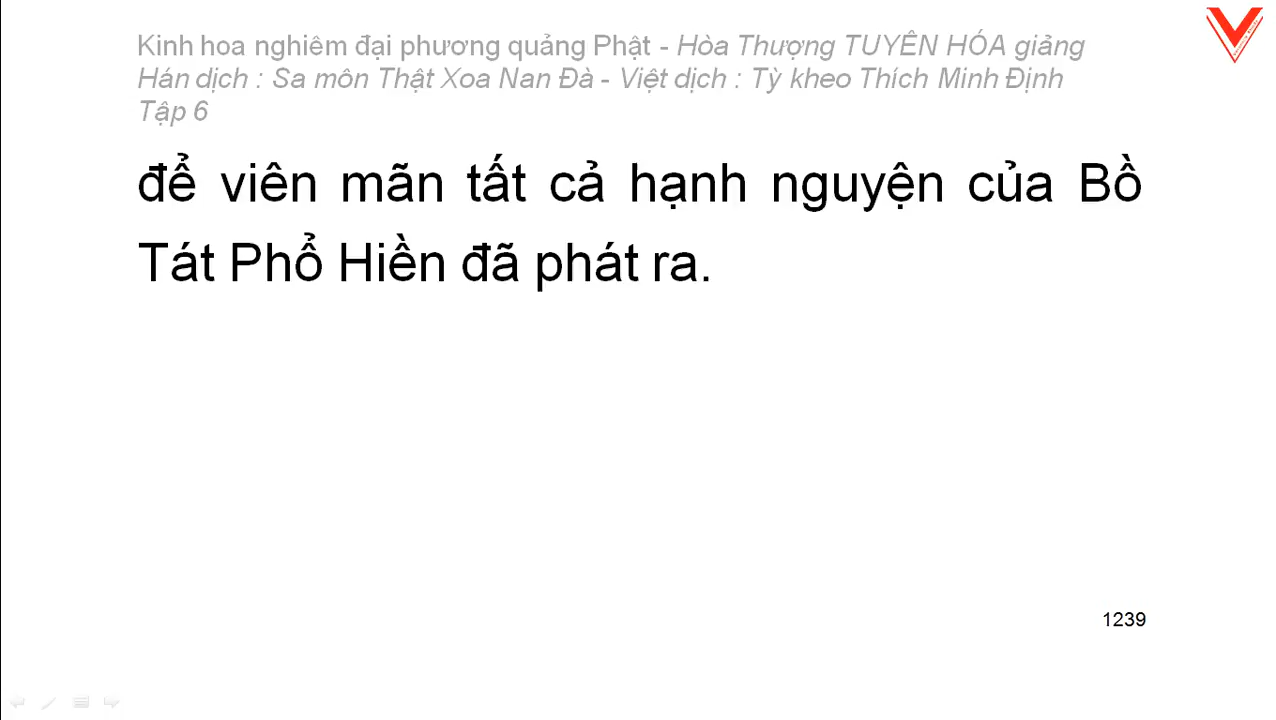 Kinh hoa nghiêm đại phương quảng Phật - Hòa Thượng TUYÊN HÓA giảng
Hán dịch : Sa môn Thật Xoa Nan Đà - Việt dịch : Tỳ kheo Thích Minh Định
Tập 6
để viên mãn tất cả hạnh nguyện của Bồ
Tát Phổ Hiền đã phát ra.
1239